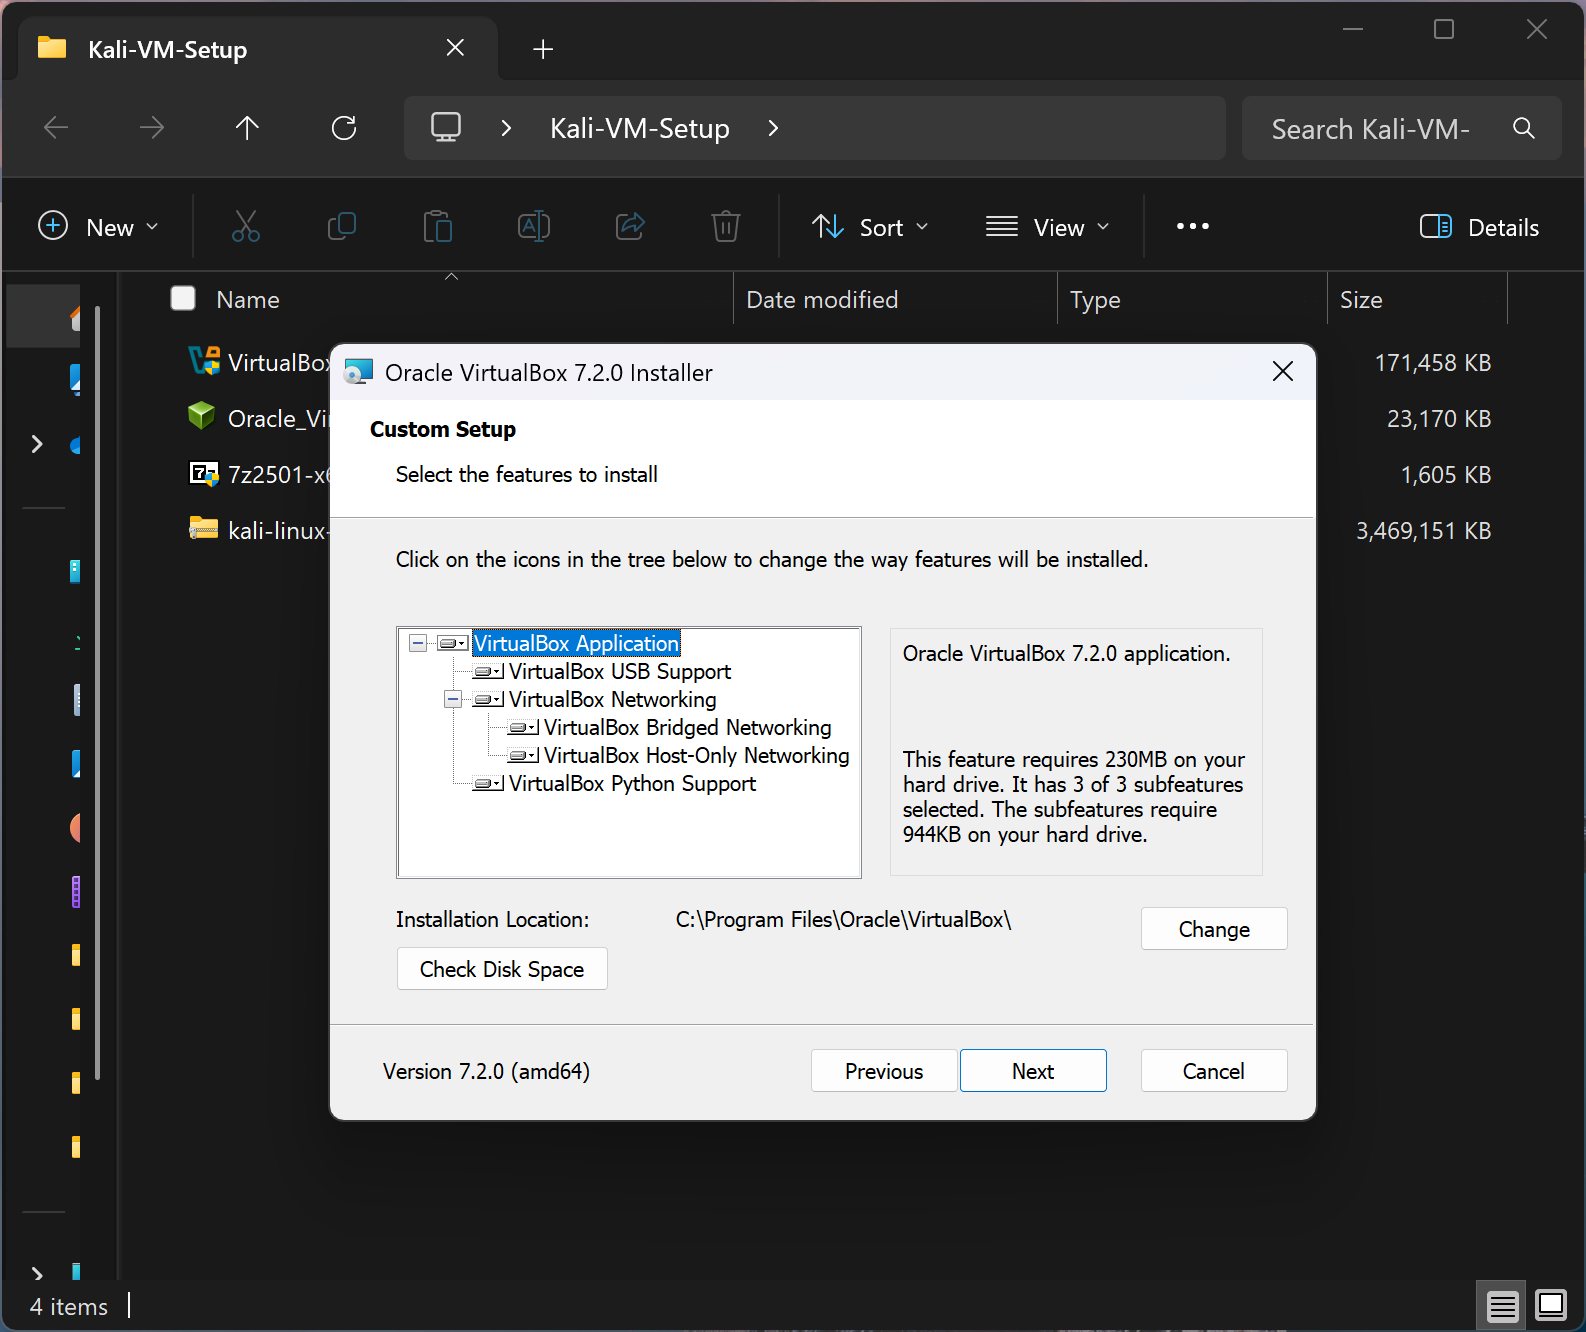 Kali-VM-Setup
Kali-VM-Setup
Search Kali-VM-
New
Sort
View
Details
Name
Date modified
Type
Size
VirtualBox
171,458 KB
Oracle_Vi
23,170 KB
7z2501-x6
1,605 KB
kali-linux-
3,469,151 KB
Oracle VirtualBox 7.2.0 Installer
Custom Setup
Select the features to install
Click on the icons in the tree below to change the way features will be installed.
VirtualBox Application
VirtualBox USB Support
VirtualBox Networking
VirtualBox Bridged Networking
VirtualBox Host-Only Networking
VirtualBox Python Support
Oracle VirtualBox 7.2.0 application.
This feature requires 230MB on your
hard drive. It has 3 of 3 subfeatures
selected. The subfeatures require
944KB on your hard drive.
Installation Location:
C:\Program Files\Oracle\VirtualBox\
Change
Check Disk Space
Version 7.2.0 (amd64)
Previous
Next
Cancel
4 items